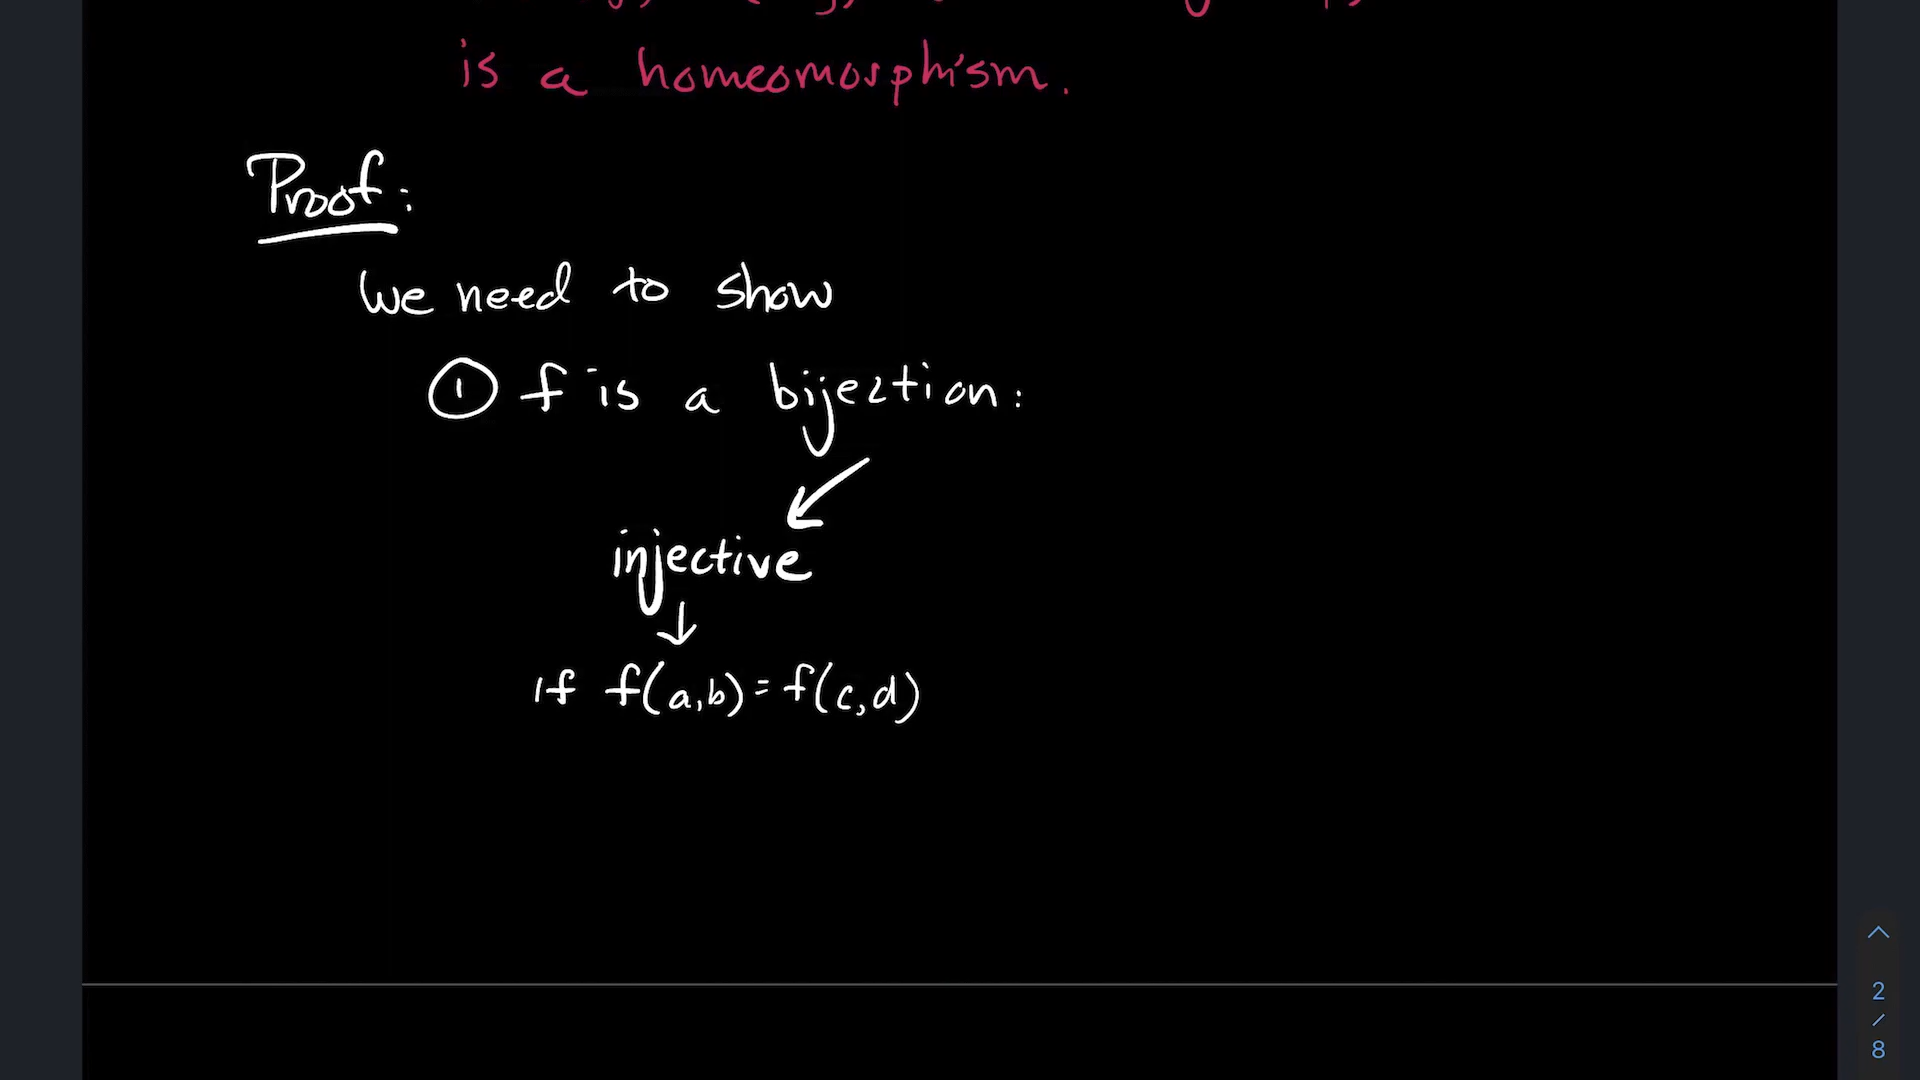 is a homeomorphism.
Proof:
We need to show
① f is a bijection:
injective
↓
if f(a,b)=f(c,d)
2
/
8